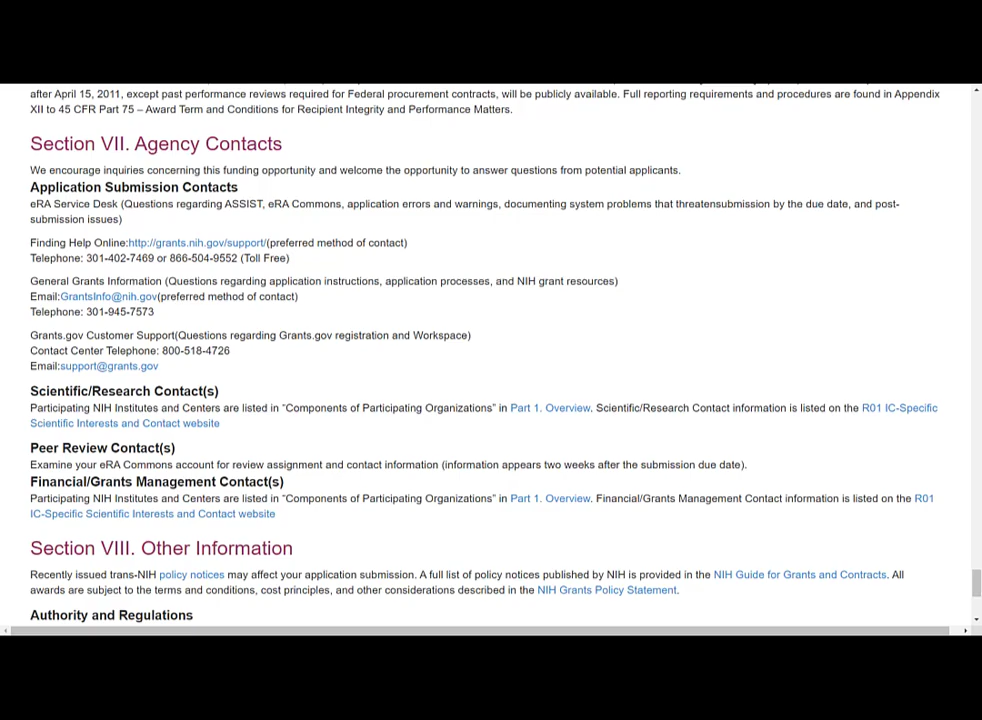 after April 15, 2011, except past performance reviews required for Federal procurement contracts, will be publicly available. Full reporting requirements and procedures are found in Appendix
XII to 45 CFR Part 75 – Award Term and Conditions for Recipient Integrity and Performance Matters.
Section VII. Agency Contacts
We encourage inquiries concerning this funding opportunity and welcome the opportunity to answer questions from potential applicants.
Application Submission Contacts
eRA Service Desk (Questions regarding ASSIST, eRA Commons, application errors and warnings, documenting system problems that threatensubmission by the due date, and post-
submission issues)
Finding Help Online:http://grants.nih.gov/support/(preferred method of contact)
Telephone: 301-402-7469 or 866-504-9552 (Toll Free)
General Grants Information (Questions regarding application instructions, application processes, and NIH grant resources)
Email:GrantsInfo@nih.gov(preferred method of contact)
Telephone: 301-945-7573
Grants.gov Customer Support(Questions regarding Grants.gov registration and Workspace)
Contact Center Telephone: 800-518-4726
Email:support@grants.gov
Scientific/Research Contact(s)
Participating NIH Institutes and Centers are listed in “Components of Participating Organizations” in Part 1. Overview. Scientific/Research Contact information is listed on the R01 IC-Specific
Scientific Interests and Contact website
Peer Review Contact(s)
Examine your eRA Commons account for review assignment and contact information (information appears two weeks after the submission due date).
Financial/Grants Management Contact(s)
Participating NIH Institutes and Centers are listed in “Components of Participating Organizations” in Part 1. Overview. Financial/Grants Management Contact information is listed on the R01
IC-Specific Scientific Interests and Contact website
Section VIII. Other Information
Recently issued trans-NIH policy notices may affect your application submission. A full list of policy notices published by NIH is provided in the NIH Guide for Grants and Contracts. All
awards are subject to the terms and conditions, cost principles, and other considerations described in the NIH Grants Policy Statement.
Authority and Regulations